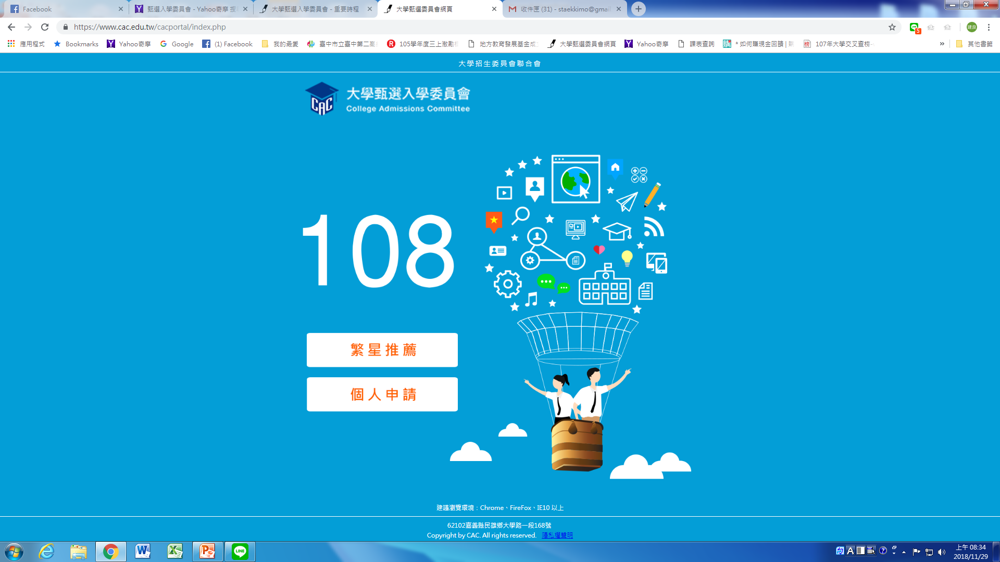 Facebook
甄選入學委員會 - Yahoo奇摩 搜
大學甄選入學委員會 - 重要時程
大學甄選委員會網頁
收件匣 (31) - staekkimo@gmai
https://www.cac.edu.tw/cacportal/index.php
5
建良
應用程式
Bookmarks
Yahoo奇摩
Google
(1) Facebook
我的最愛
臺中市立臺中第二高
105學年度三上激勵
地方教育發展基金成
大學甄選委員會網頁
Yahoo奇摩
課表查詢
* 如何賺現金回饋 | 購
107年大學交叉查榜-
»
其他書籤
大學招生委員會聯合會
CAC
大學甄選入學委員會
College Admissions Committee
108
繁星推薦
個人申請
建議瀏覽環境：Chrome、FireFox、IE10 以上
62102嘉義縣民雄鄉大學路一段168號
Copyright by CAC. All rights reserved. 隱私權聲明
LINE
A
上午 08:34
2018/11/29